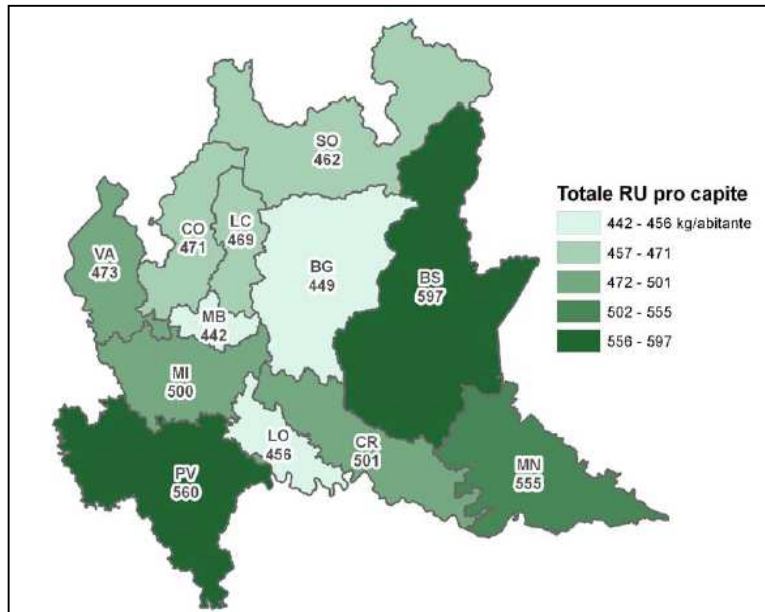 SO
462
CO
471
LC
469
VA
473
BG
449
BS
597
MB
442
MI
500
LO
456
CR
501
PV
560
MN
555
Totale RU pro capite
442 - 456 kg/abitante
457 - 471
472 - 501
502 - 555
556 - 597